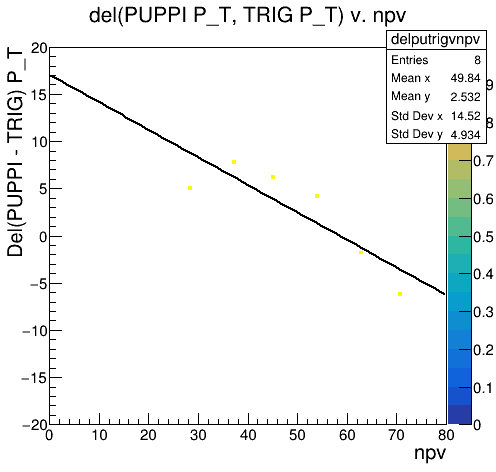 del(PUPPI P_T, TRIG P_T) v. npv
delputrigvnpv
Entries 8
Mean x 49.84
Mean y 2.532
Std Dev x 14.52
Std Dev y 4.934
Del(PUPPI - TRIG) P_T
20
15
10
5
0
−5
−10
−15
−20
0 10 20 30 40 50 60 70 80
npv
9
8
0.7
0.6
0.5
0.4
0.3
0.2
0.1
0